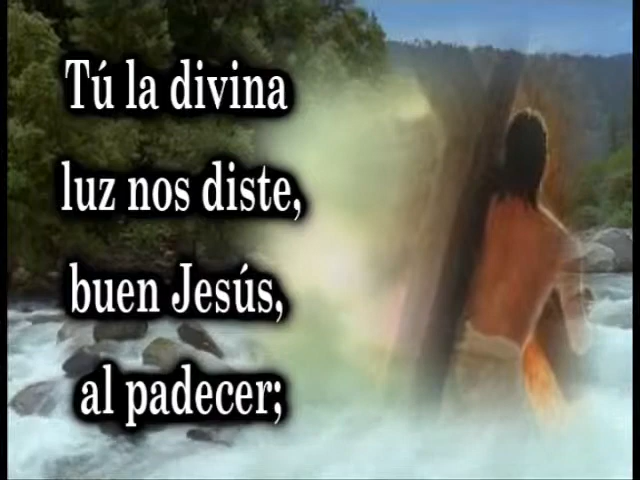 Tú la divina
luz nos diste,
buen Jesús,
al padecer;